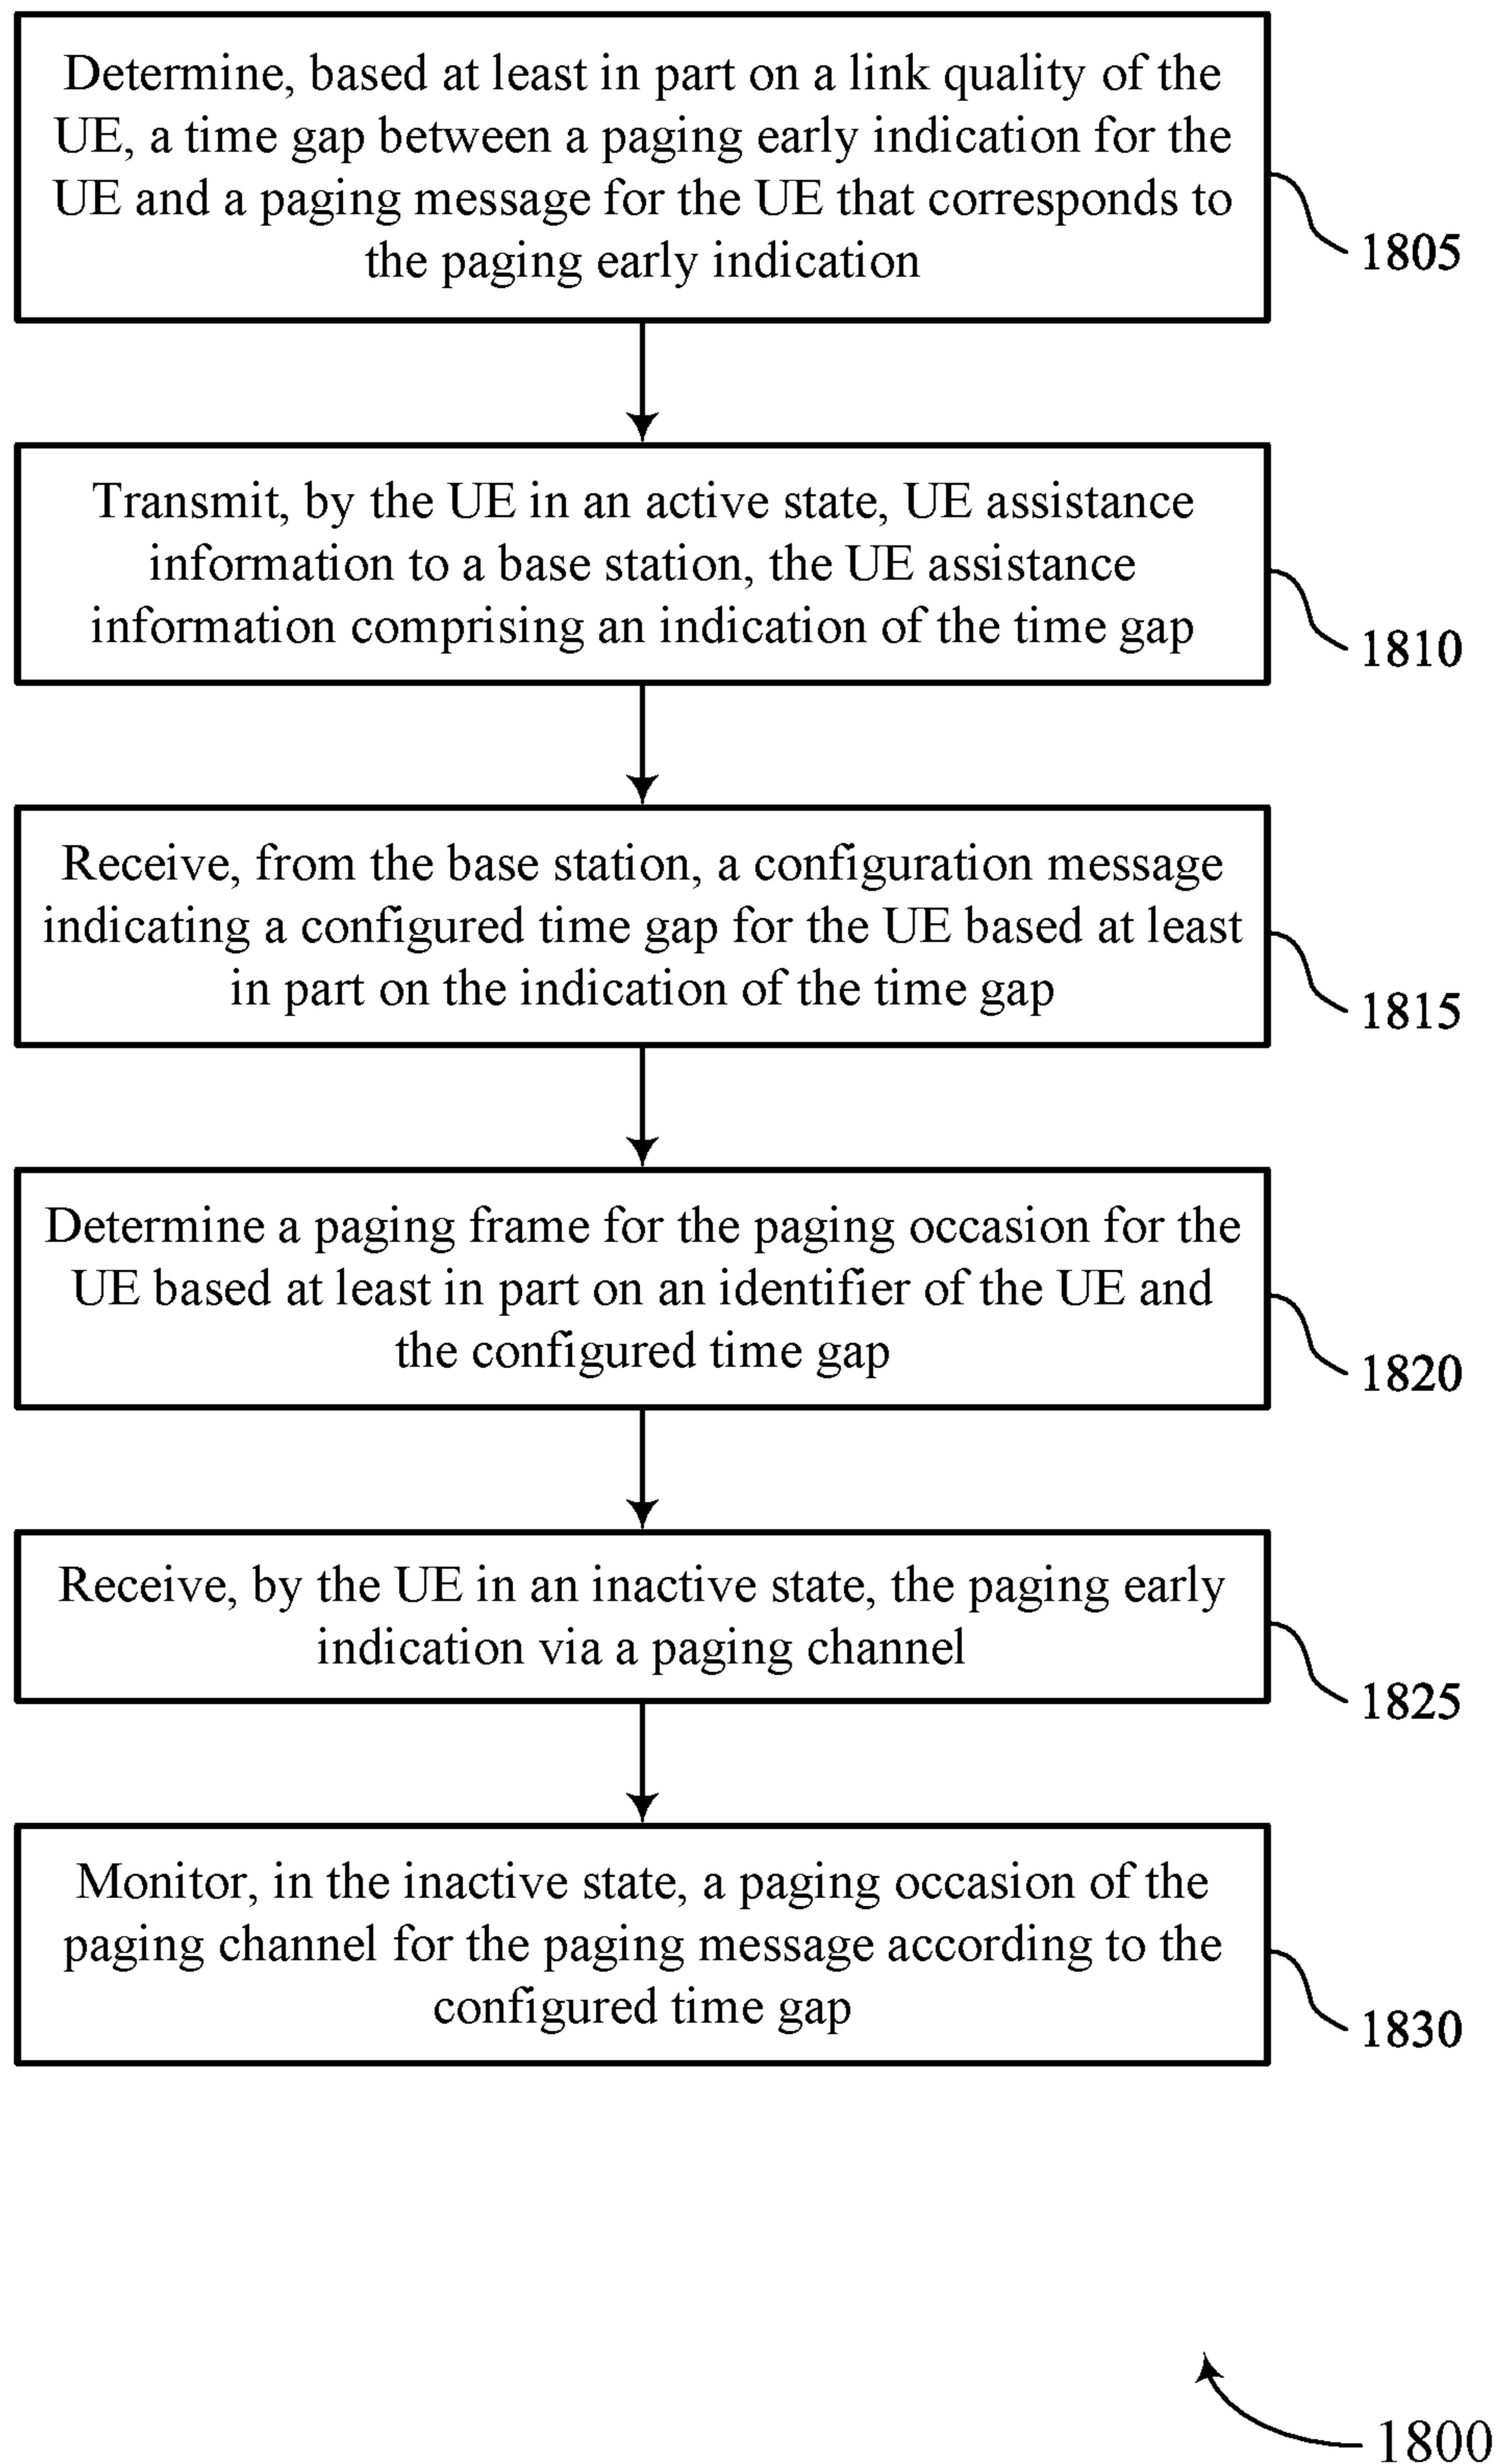 Determine, based at least in part on a link quality of the
UE, a time gap between a paging early indication for the
UE and a paging message for the UE that corresponds to
the paging early indication
1805
Transmit, by the UE in an active state, UE assistance
information to a base station, the UE assistance
information comprising an indication of the time gap
1810
Receive, from the base station, a configuration message
indicating a configured time gap for the UE based at least
in part on the indication of the time gap
1815
Determine a paging frame for the paging occasion for the
UE based at least in part on an identifier of the UE and
the configured time gap
1820
Receive, by the UE in an inactive state, the paging early
indication via a paging channel
1825
Monitor, in the inactive state, a paging occasion of the
paging channel for the paging message according to the
configured time gap
1830
1800